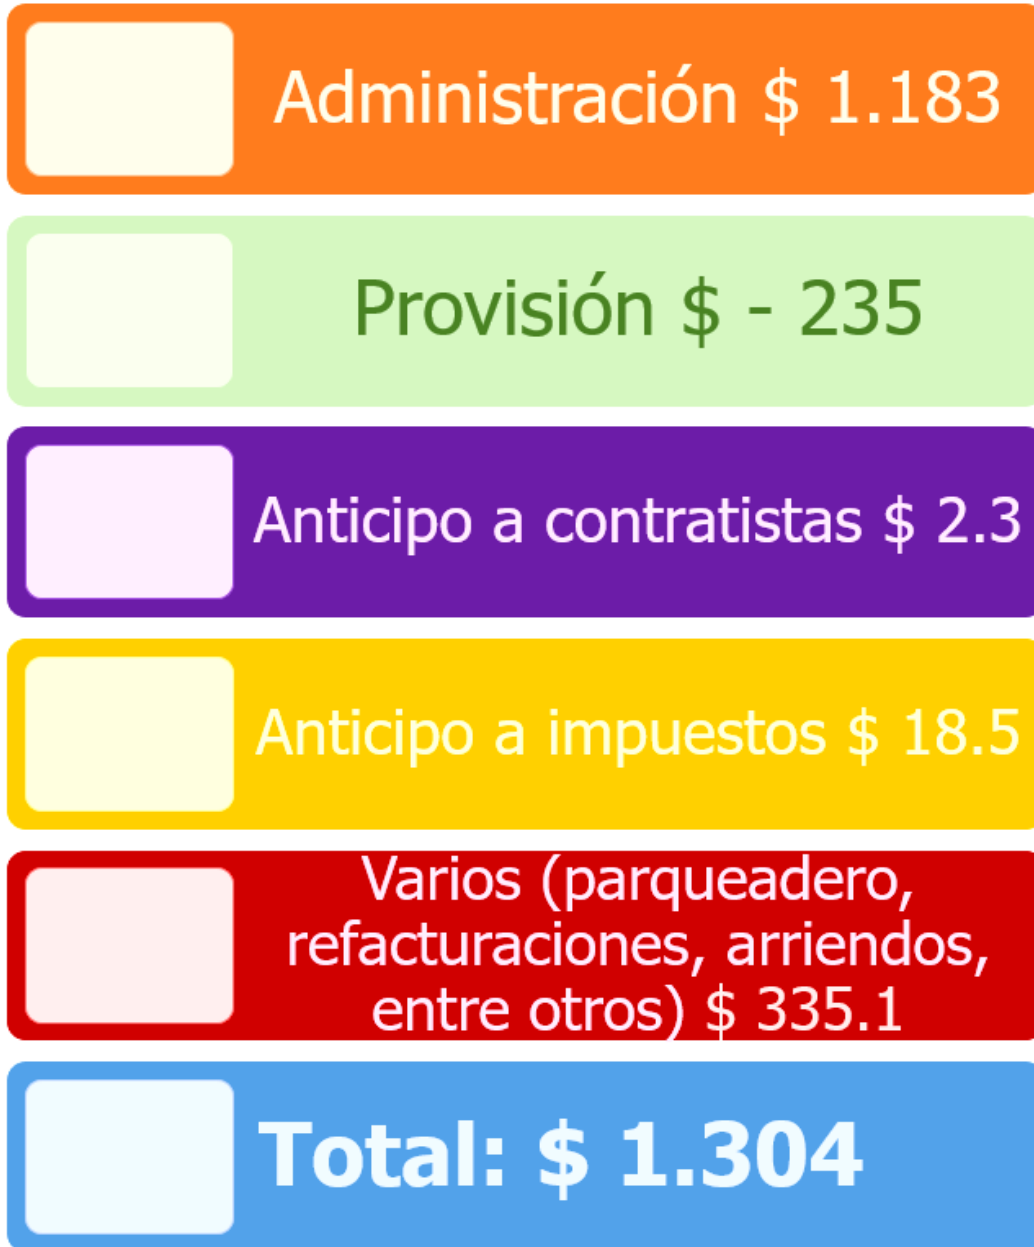 Administración $ 1.183
Provisión $ - 235
Anticipo a contratistas $ 2.3
Anticipo a impuestos $ 18.5
Varios (parqueadero,
refacturaciones, arriendos,
entre otros) $ 335.1
Total: $ 1.304